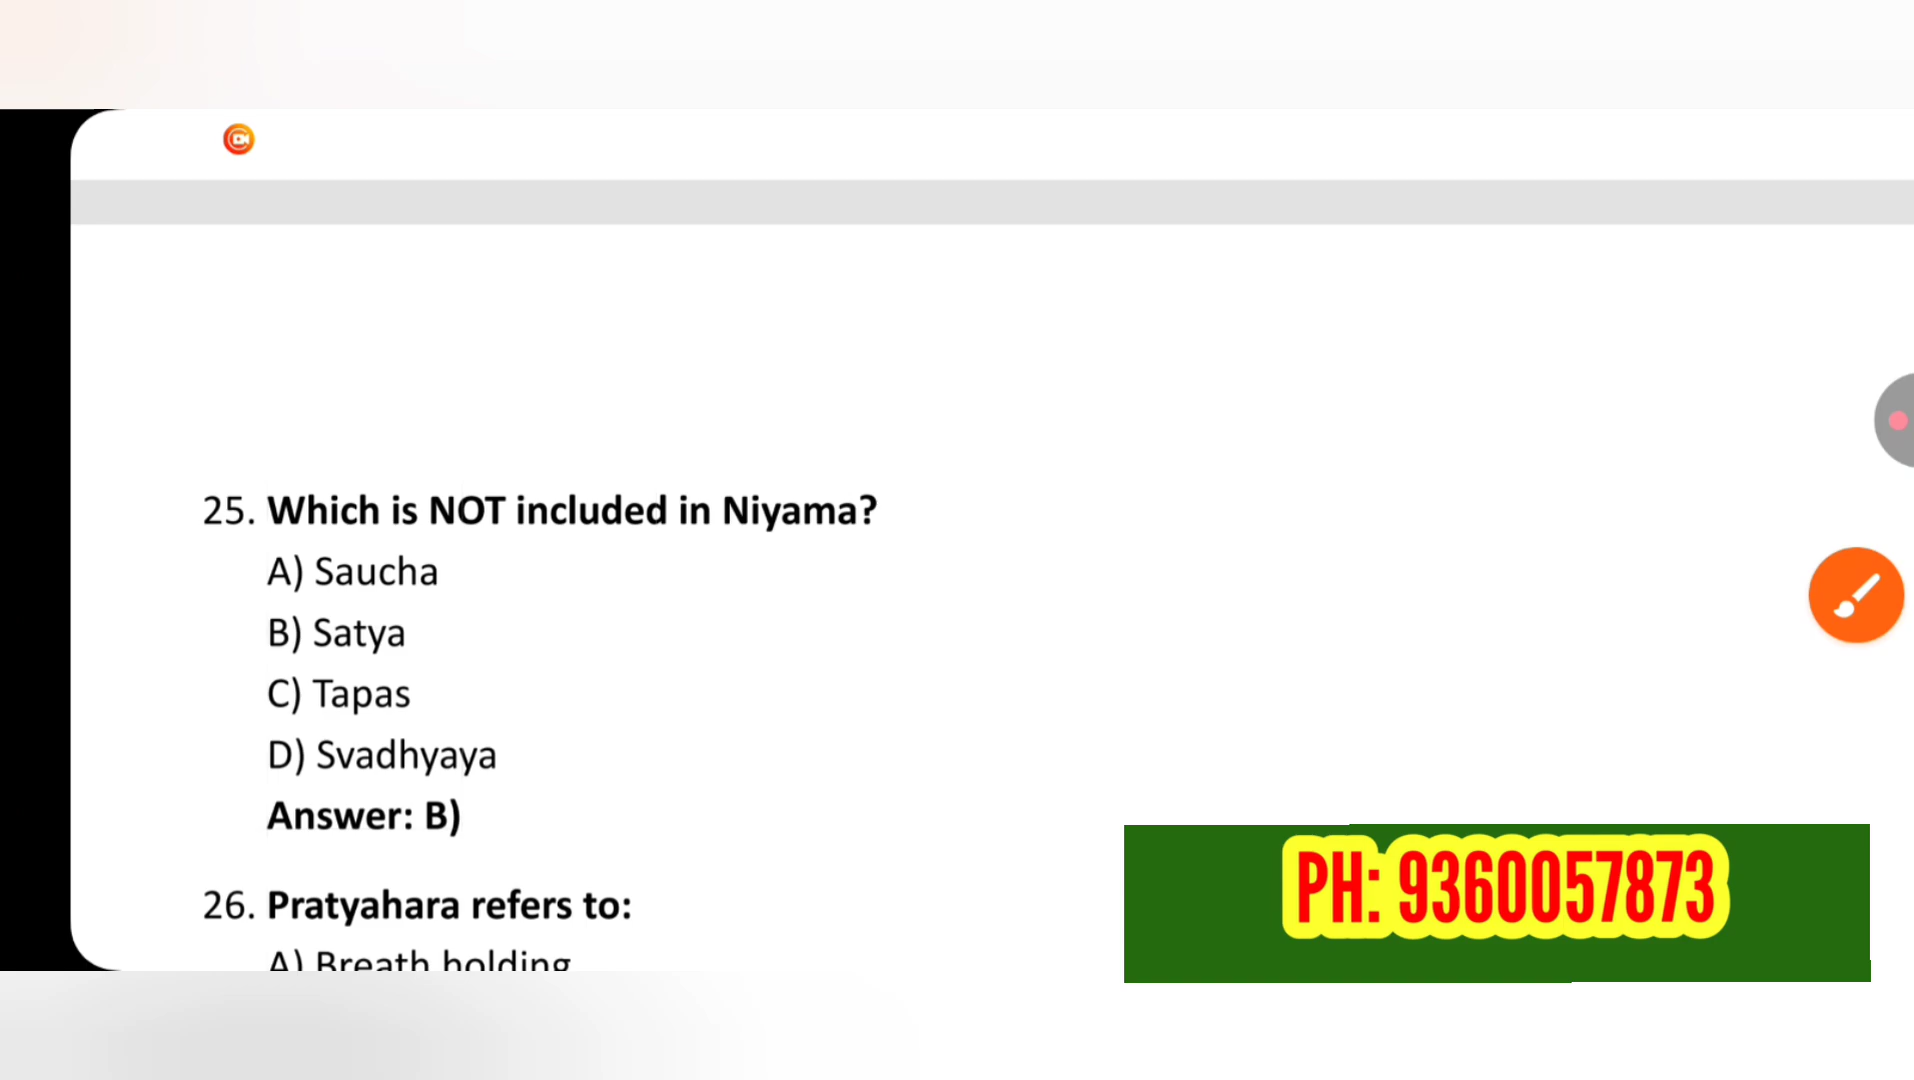 25. Which is NOT included in Niyama?
A) Saucha
B) Satya
C) Tapas
D) Svadhyaya
Answer: B)
26. Pratyahara refers to:
A) Breath holding
PH: 9360057873